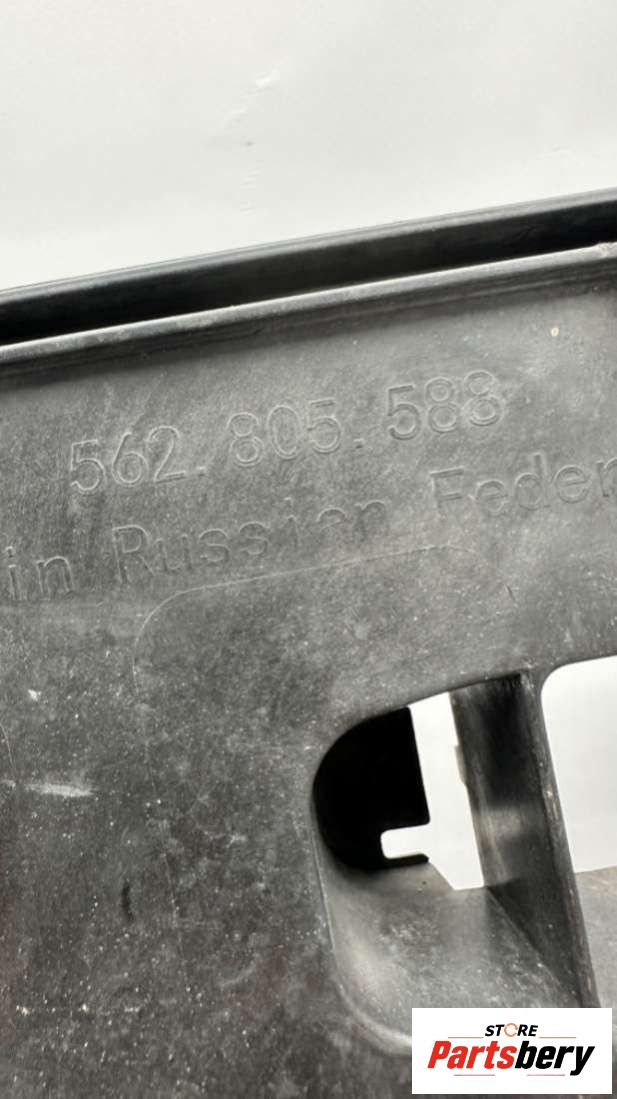 562.805.588
in Russian Feder
STORE
Partsbery